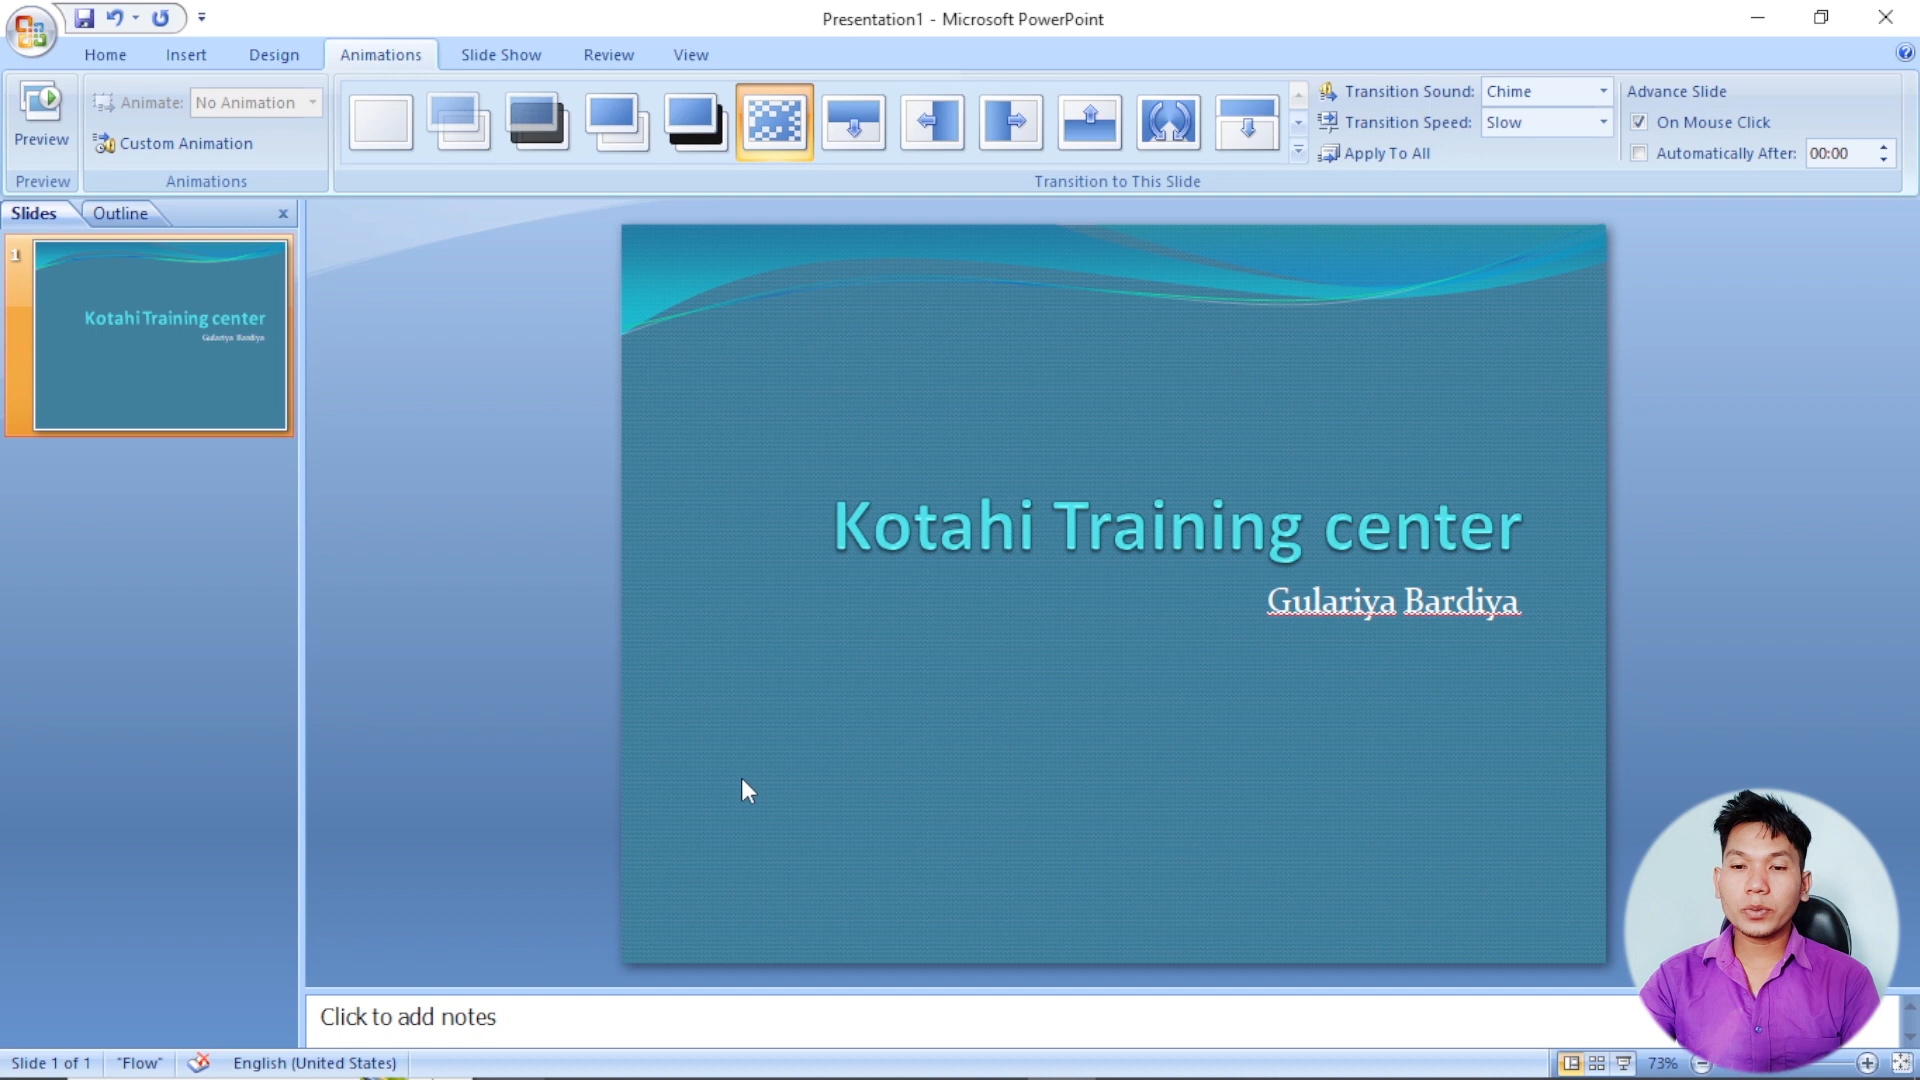 Presentation1 - Microsoft PowerPoint
Home Insert Design Animations Slide Show Review View
Preview
Animate: No Animation
Custom Animation
Transition Sound: Chime
Transition Speed: Slow
Apply To All
Advance Slide
On Mouse Click
Automatically After: 00:00
Preview Animations Transition to This Slide
Slides Outline x
1
Kotahi Training center
Gulariya Bardiya
Kotahi Training center
Gulariya Bardiya
Click to add notes
Slide 1 of 1 "Flow" English (United States) 73%